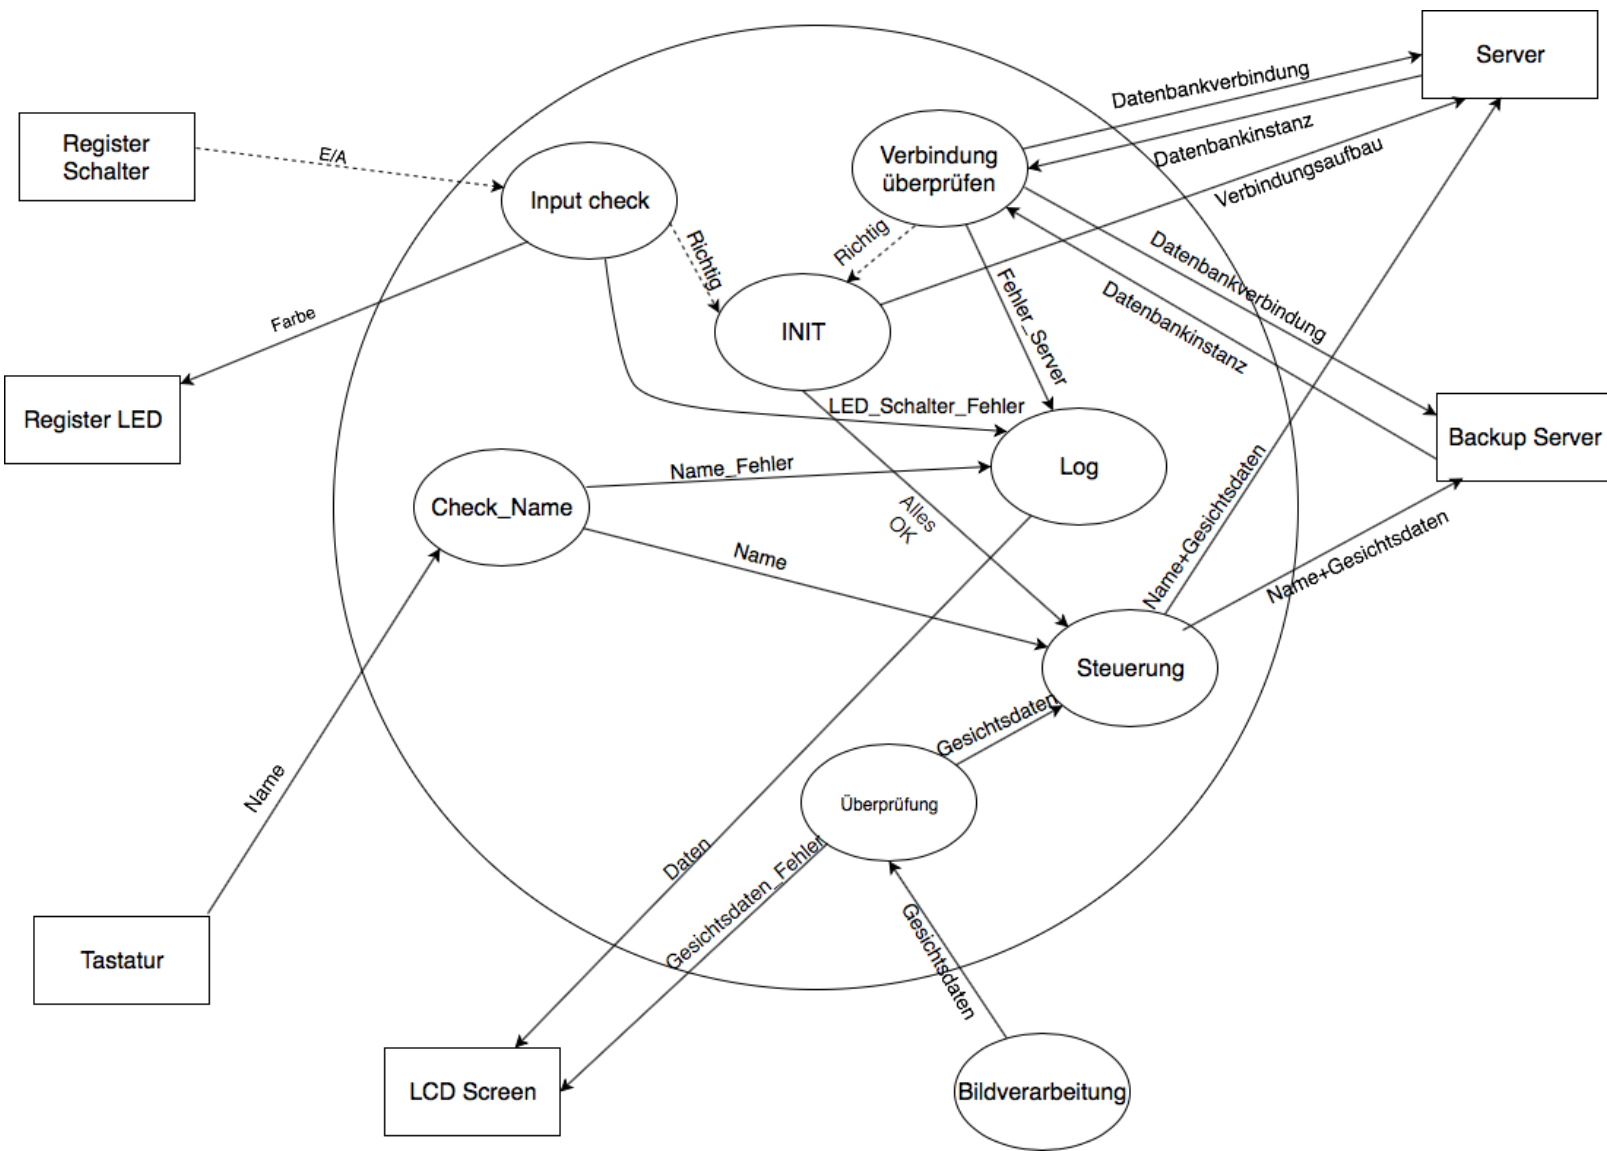 Server
Datenbankverbindung
Register
Schalter
E/A
Datenbankinstanz
Verbindung
überprüfen
Input check
Verbindungsaufbau
Richtig
Richtig
Datenbankverbindung
Fehler_Server
Datenbankinstanz
Farbe
INIT
Register LED
LED_Schalter_Fehler
Backup Server
Name_Fehler
Log
Check_Name
Alles
OK
Name+Gesichtsdaten
Name+Gesichtsdaten
Name
Steuerung
Gesichtsdaten
Name
Überprüfung
Daten
Gesichtsdaten_Fehler
Gesichtsdaten
Tastatur
LCD Screen
Bildverarbeitung